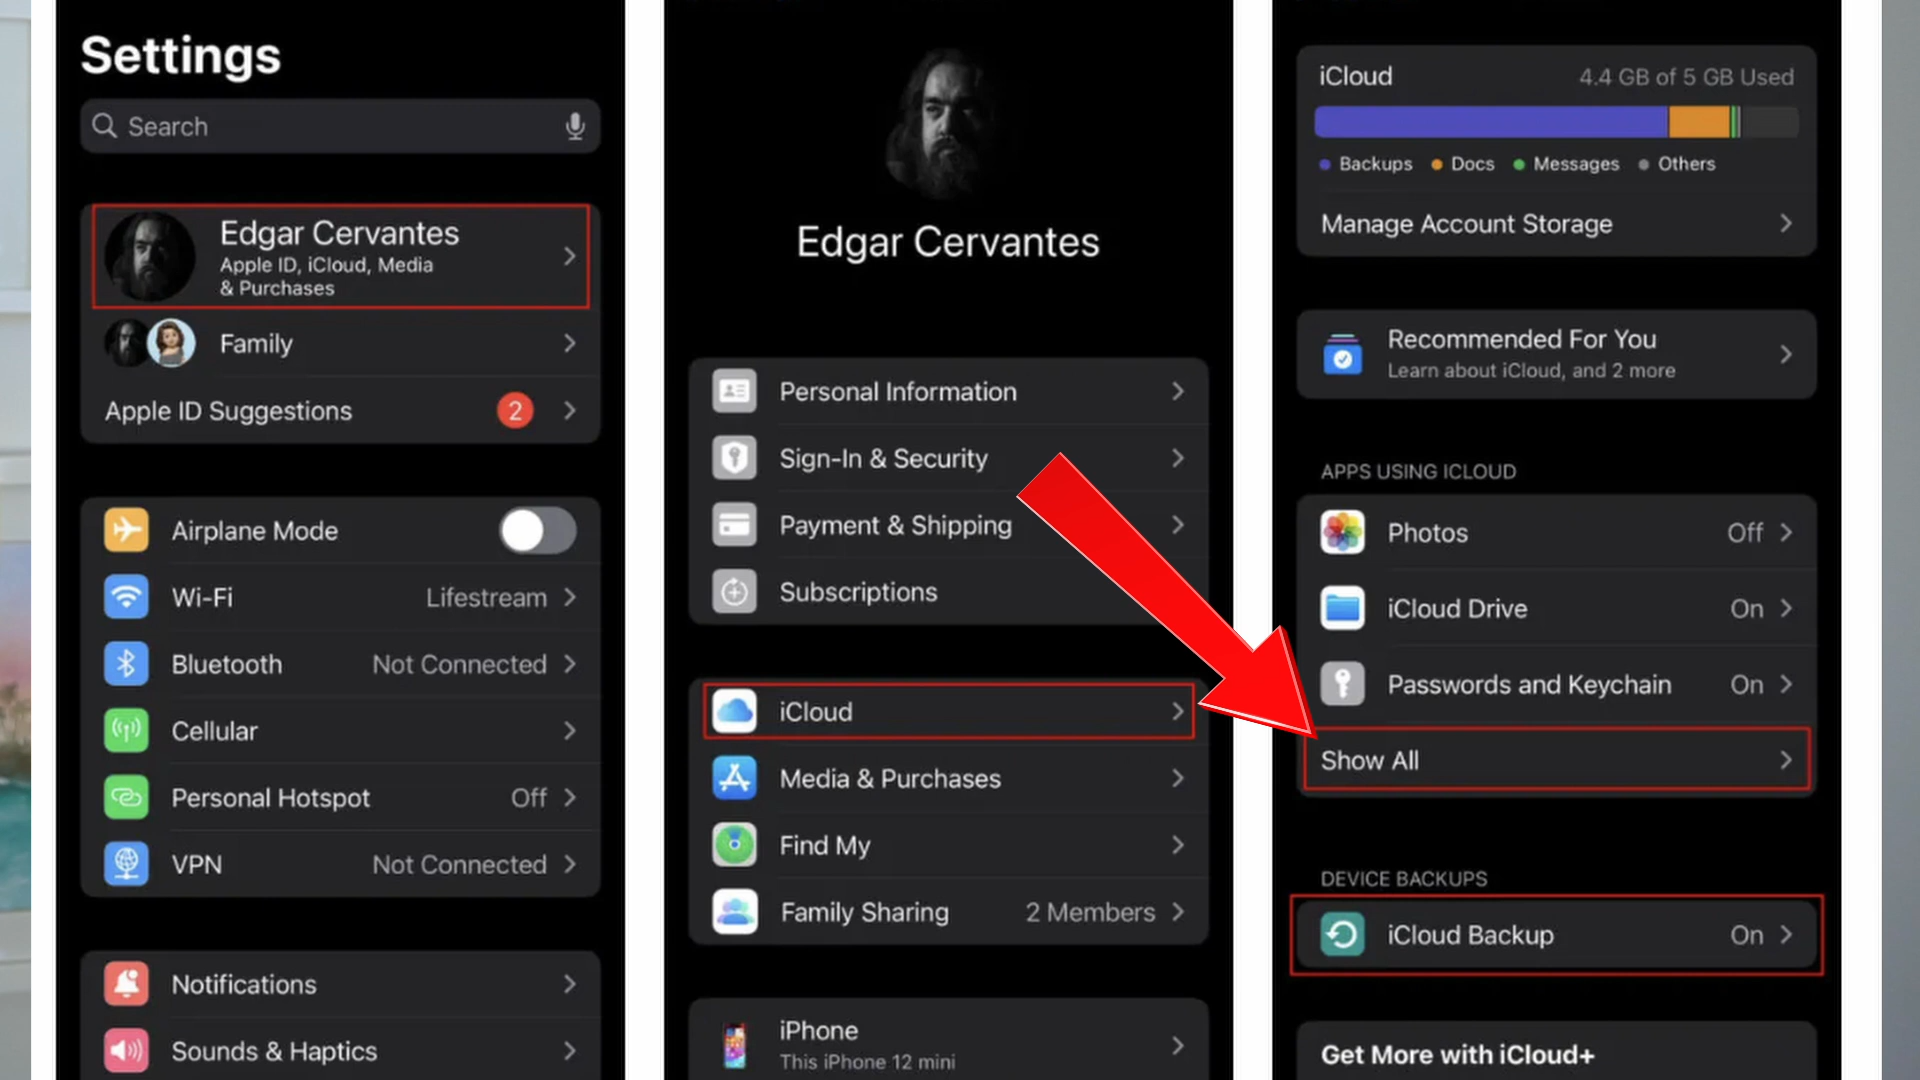 Settings
Search
Edgar Cervantes
Apple ID, iCloud, Media
& Purchases
Family
Apple ID Suggestions 2
Airplane Mode
Wi-Fi Lifestream
Bluetooth Not Connected
Cellular
Personal Hotspot Off
VPN Not Connected
Notifications
Sounds & Haptics
Edgar Cervantes
Personal Information
Sign-In & Security
Payment & Shipping
Subscriptions
iCloud
Media & Purchases
Find My
Family Sharing 2 Members
iPhone
This iPhone 12 mini
iCloud 4.4 GB of 5 GB Used
Backups Docs Messages Others
Manage Account Storage
Recommended For You
Learn about iCloud, and 2 more
APPS USING ICLOUD
Photos Off
iCloud Drive On
Passwords and Keychain On
Show All
DEVICE BACKUPS
iCloud Backup On
Get More with iCloud+